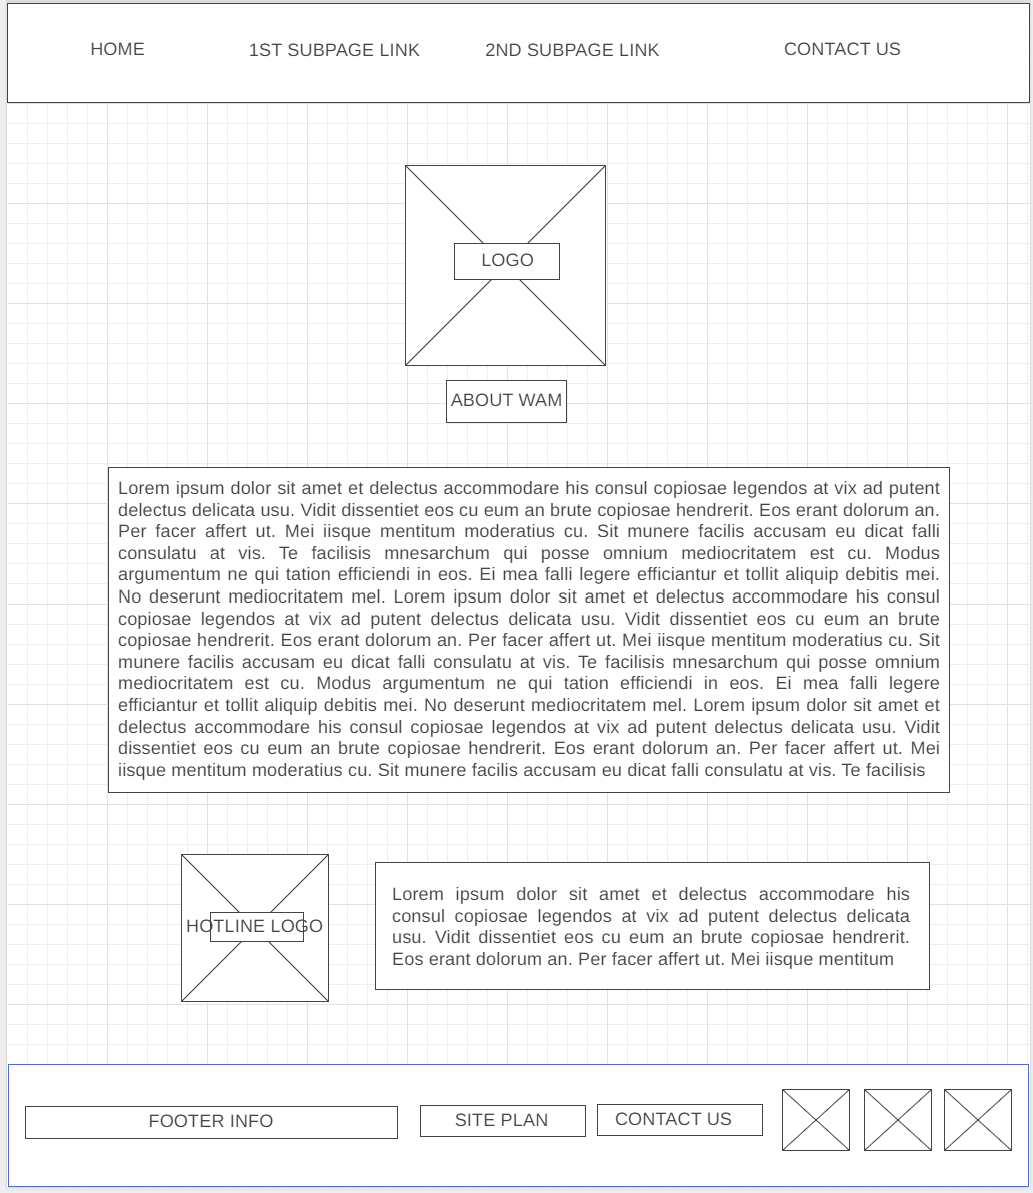 HOME 1ST SUBPAGE LINK 2ND SUBPAGE LINK CONTACT US
LOGO
ABOUT WAM
Lorem ipsum dolor sit amet et delectus accommodare his consul copiosae legendos at vix ad putent
delectus delicata usu. Vidit dissentiet eos cu eum an brute copiosae hendrerit. Eos erant dolorum an.
Per facer affert ut. Mei iisque mentitum moderatius cu. Sit munere facilis accusam eu dicat falli
consulatu at vis. Te facilisis mnesarchum qui posse omnium mediocritatem est cu. Modus
argumentum ne qui tation efficiendi in eos. Ei mea falli legere efficiantur et tollit aliquip debitis mei.
No deserunt mediocritatem mel. Lorem ipsum dolor sit amet et delectus accommodare his consul
copiosae legendos at vix ad putent delectus delicata usu. Vidit dissentiet eos cu eum an brute
copiosae hendrerit. Eos erant dolorum an. Per facer affert ut. Mei iisque mentitum moderatius cu. Sit
munere facilis accusam eu dicat falli consulatu at vis. Te facilisis mnesarchum qui posse omnium
mediocritatem est cu. Modus argumentum ne qui tation efficiendi in eos. Ei mea falli legere
efficiantur et tollit aliquip debitis mei. No deserunt mediocritatem mel. Lorem ipsum dolor sit amet et
delectus accommodare his consul copiosae legendos at vix ad putent delectus delicata usu. Vidit
dissentiet eos cu eum an brute copiosae hendrerit. Eos erant dolorum an. Per facer affert ut. Mei
iisque mentitum moderatius cu. Sit munere facilis accusam eu dicat falli consulatu at vis. Te facilisis
HOTLINE LOGO
Lorem ipsum dolor sit amet et delectus accommodare his
consul copiosae legendos at vix ad putent delectus delicata
usu. Vidit dissentiet eos cu eum an brute copiosae hendrerit.
Eos erant dolorum an. Per facer affert ut. Mei iisque mentitum
FOOTER INFO SITE PLAN CONTACT US